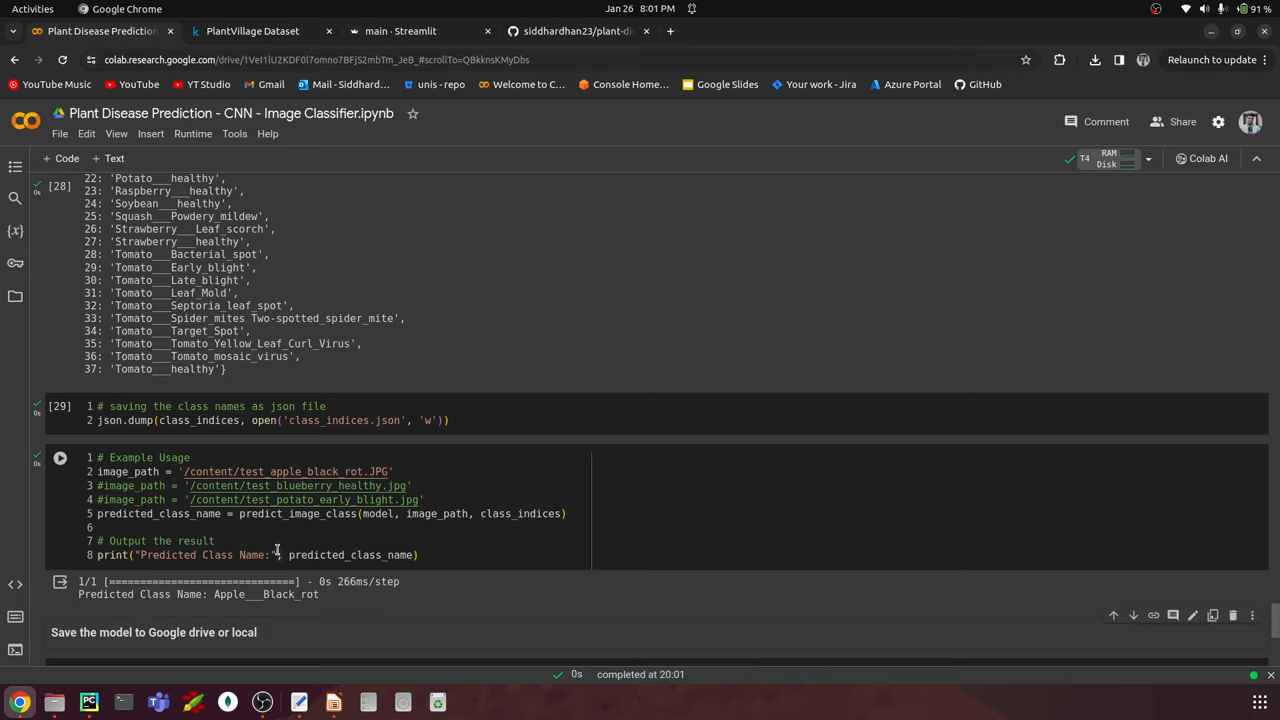 Activities
Google Chrome
Jan 26 8:01 PM
91 %
Plant Disease Prediction
PlantVillage Dataset
main · Streamlit
siddhardhan23/plant-di
colab.research.google.com/drive/
Relaunch to update
YouTube Music
YouTube
YT Studio
Gmail
Mail - Siddhard...
unis - repo
Welcome to C...
Console Home...
Google Slides
Your work - Jira
Azure Portal
GitHub
Plant Disease Prediction - CNN - Image Classifier.ipynb
File Edit View Insert Runtime Tools Help
Comment
Share
+ Code + Text
T4 RAM
Disk
Colab AI
[28]
22: 'Potato___healthy',
23: 'Raspberry___healthy',
24: 'Soybean___healthy',
25: 'Squash___Powdery_mildew',
26: 'Strawberry___Leaf_scorch',
27: 'Strawberry___healthy',
28: 'Tomato___Bacterial_spot',
29: 'Tomato___Early_blight',
30: 'Tomato___Late_blight',
31: 'Tomato___Leaf_Mold',
32: 'Tomato___Septoria_leaf_spot',
33: 'Tomato___Spider_mites Two-spotted_spider_mite',
34: 'Tomato___Target_Spot',
35: 'Tomato___Tomato_Yellow_Leaf_Curl_Virus',
36: 'Tomato___Tomato_mosaic_virus',
37: 'Tomato___healthy'}
[29] 1 # saving the class names as json file
2 json.dump(class_indices, open('class_indices.json', 'w'))
1 # Example Usage
2 image_path = '/content/test_apple_black_rot.JPG'
3 #image_path = '/content/test_blueberry_healthy.jpg'
4 #image_path = '/content/test_potato_early_blight.jpg'
5 predicted_class_name = predict_image_class(model, image_path, class_indices)
6
7 # Output the result
8 print("Predicted Class Name:", predicted_class_name)
1/1 [==============================] - 0s 266ms/step
Predicted Class Name: Apple___Black_rot
Save the model to Google drive or local
0s completed at 20:01